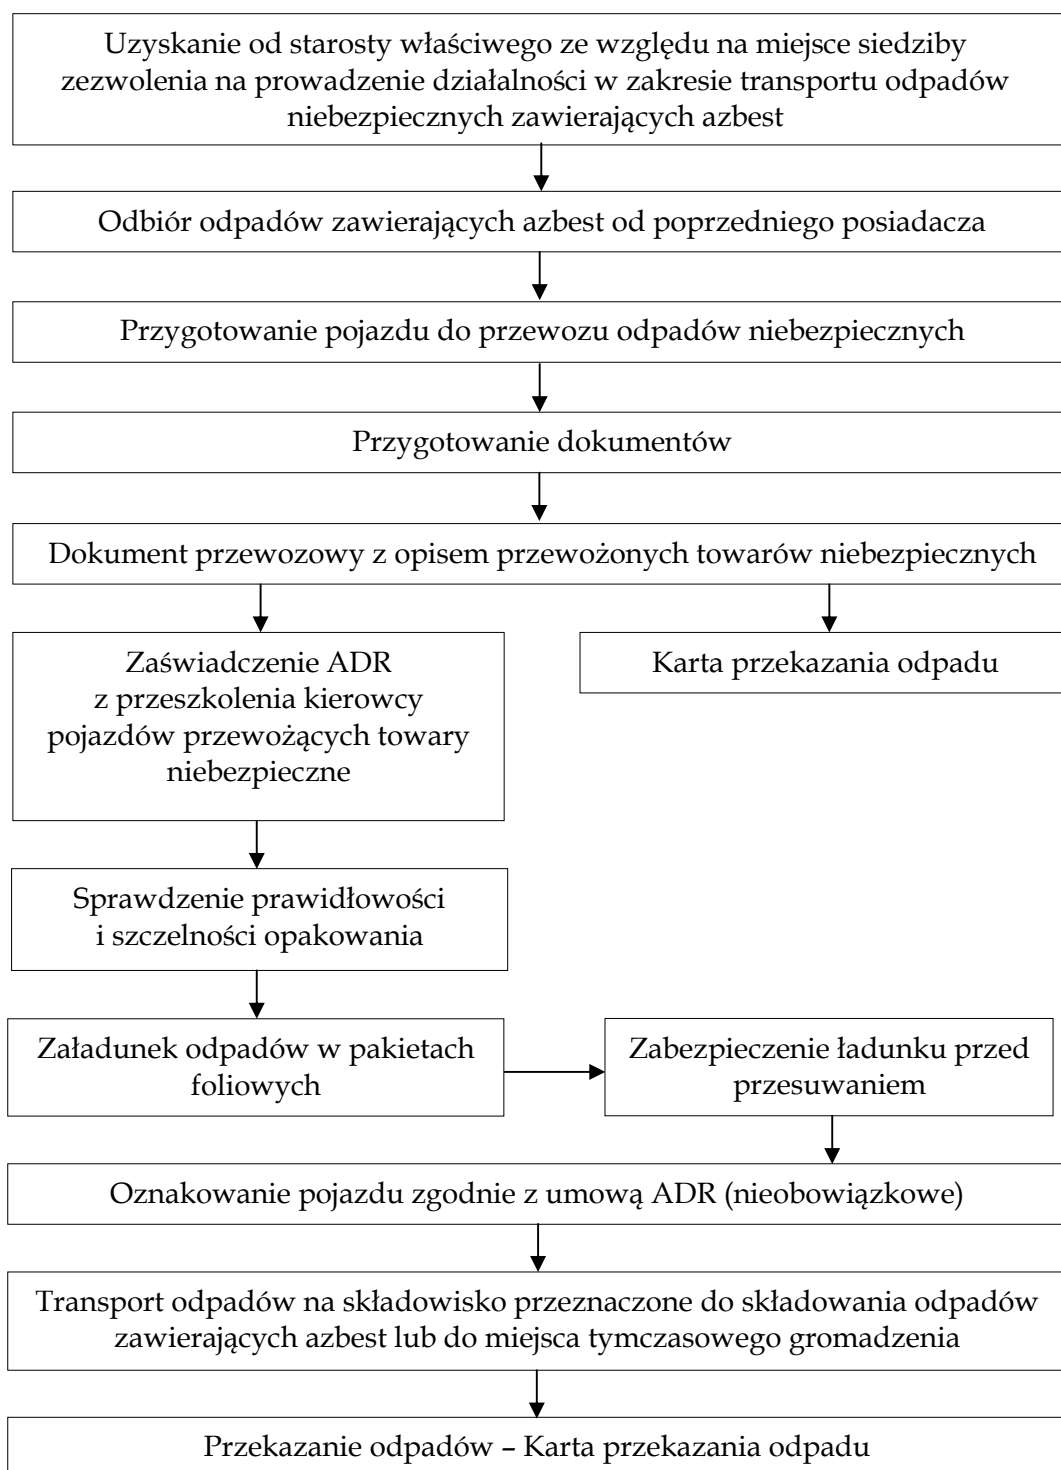 Uzyskanie od starosty właściwego ze względu na miejsce siedziby
zezwolenia na prowadzenie działalności w zakresie transportu odpadów
niebezpiecznych zawierających azbest
Odbiór odpadów zawierających azbest od poprzedniego posiadacza
Przygotowanie pojazdu do przewozu odpadów niebezpiecznych
Przygotowanie dokumentów
Dokument przewozowy z opisem przewożonych towarów niebezpiecznych
Zaświadczenie ADR
z przeszkolenia kierowcy
pojazdów przewożących towary
niebezpieczne
Karta przekazania odpadu
Sprawdzenie prawidłowości
i szczelności opakowania
Załadunek odpadów w pakietach
foliowych
Zabezpieczenie ładunku przed
przesuwaniem
Oznakowanie pojazdu zgodnie z umową ADR (nieobowiązkowe)
Transport odpadów na składowisko przeznaczone do składowania odpadów
zawierających azbest lub do miejsca tymczasowego gromadzenia
Przekazanie odpadów – Karta przekazania odpadu